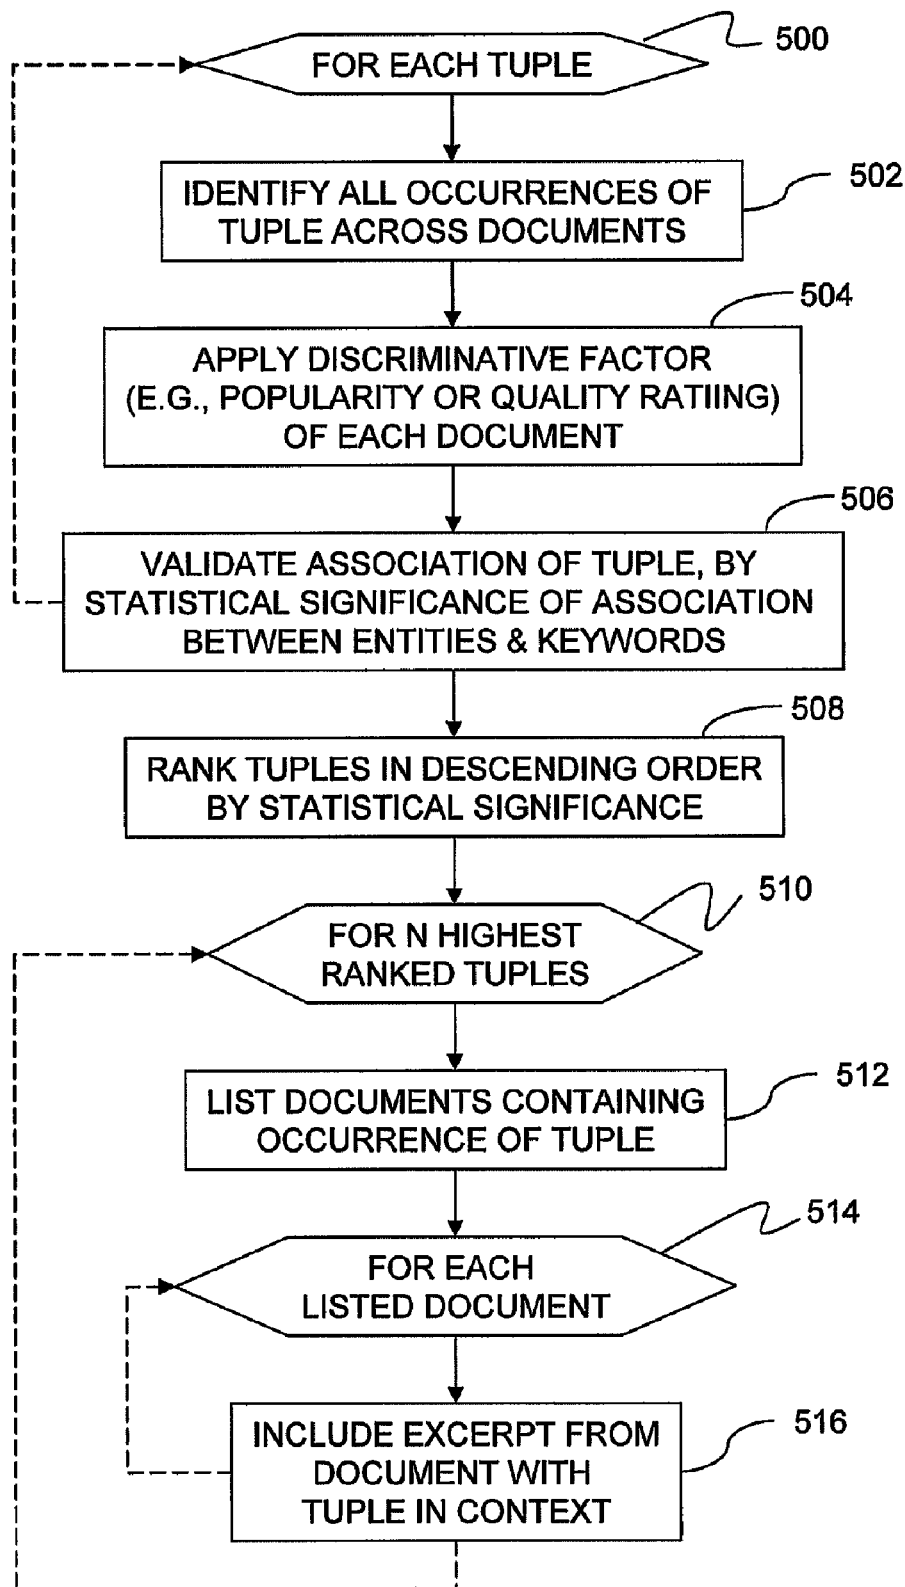 500
FOR EACH TUPLE
502
IDENTIFY ALL OCCURRENCES OF
TUPLE ACROSS DOCUMENTS
504
APPLY DISCRIMINATIVE FACTOR
(E.G., POPULARITY OR QUALITY RATIING)
OF EACH DOCUMENT
506
VALIDATE ASSOCIATION OF TUPLE, BY
STATISTICAL SIGNIFICANCE OF ASSOCIATION
BETWEEN ENTITIES & KEYWORDS
508
RANK TUPLES IN DESCENDING ORDER
BY STATISTICAL SIGNIFICANCE
510
FOR N HIGHEST
RANKED TUPLES
512
LIST DOCUMENTS CONTAINING
OCCURRENCE OF TUPLE
514
FOR EACH
LISTED DOCUMENT
516
INCLUDE EXCERPT FROM
DOCUMENT WITH
TUPLE IN CONTEXT